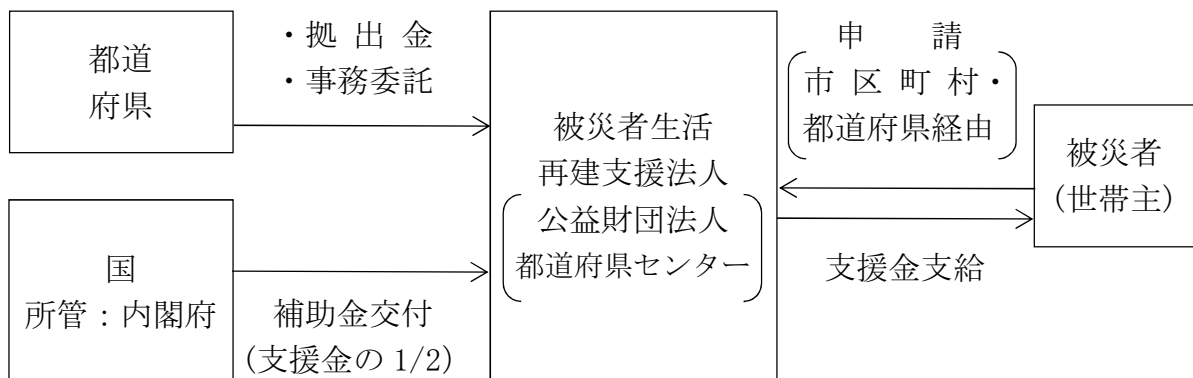 都道
府県
・拠 出 金
・事務委託
国
所管：内閣府
補助金交付
(支援金の 1/2)
被災者生活
再建支援法人
公益財団法人
都道府県センター
申　　請
市 区 町 村・
都道府県経由
支援金支給
被災者
(世帯主)